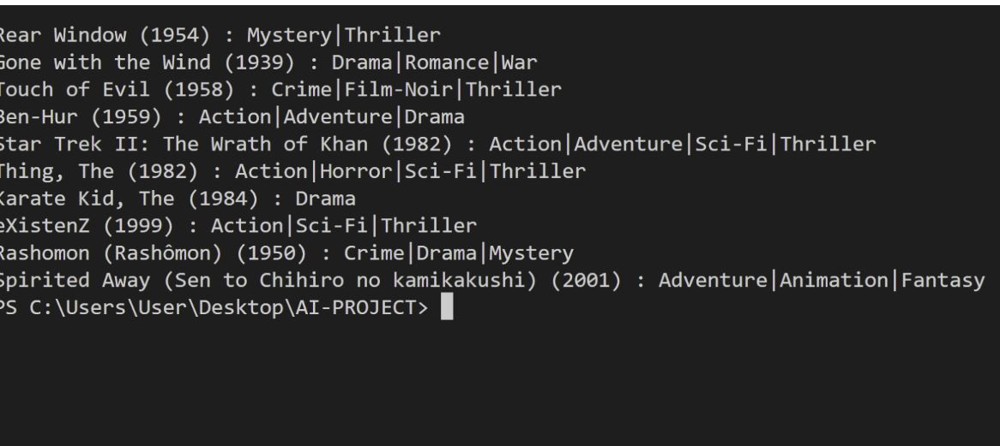 Rear Window (1954) : Mystery|Thriller
Gone with the Wind (1939) : Drama|Romance|War
Touch of Evil (1958) : Crime|Film-Noir|Thriller
Ben-Hur (1959) : Action|Adventure|Drama
Star Trek II: The Wrath of Khan (1982) : Action|Adventure|Sci-Fi|Thriller
Thing, The (1982) : Action|Horror|Sci-Fi|Thriller
Karate Kid, The (1984) : Drama
eXistenZ (1999) : Action|Sci-Fi|Thriller
Rashomon (Rashômon) (1950) : Crime|Drama|Mystery
Spirited Away (Sen to Chihiro no kamikakushi) (2001) : Adventure|Animation|Fantasy
PS C:\Users\User\Desktop\AI-PROJECT>